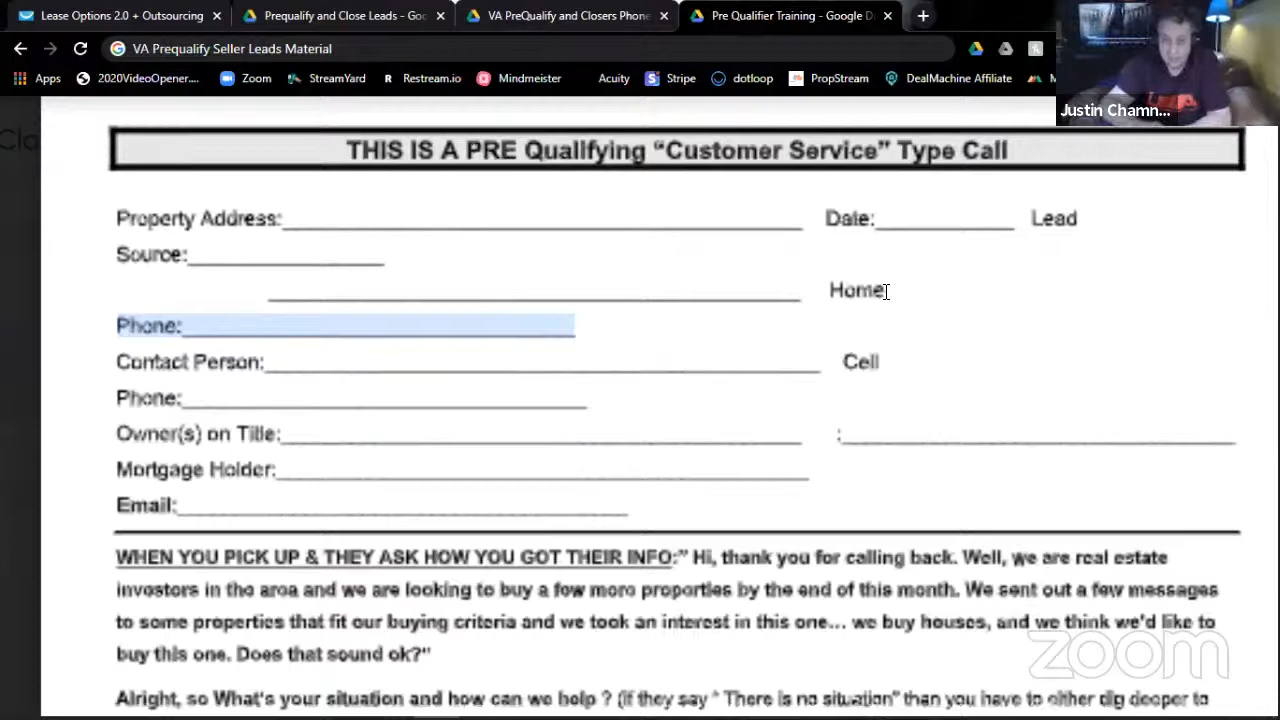 Lease Options 2.0 + Outsourcing
Prequalify and Close Leads - Goo
VA PreQualify and Closers Phone
Pre Qualifier Training - Google D
VA Prequalify Seller Leads Material
Apps
2020VideoOpener....
Zoom
StreamYard
Restream.io
Mindmeister
Acuity
Stripe
dotloop
PropStream
DealMachine Affiliate
Justin Chamn...
THIS IS A PRE Qualifying “Customer Service” Type Call
Property Address: Date: Lead
Source:
Home
Phone:
Contact Person: Cell
Phone:
Owner(s) on Title: :
Mortgage Holder:
Email:
WHEN YOU PICK UP & THEY ASK HOW YOU GOT THEIR INFO:” Hi, thank you for calling back. Well, we are real estate
investors in the area and we are looking to buy a few more properties by the end of this month. We sent out a few messages
to some properties that fit our buying criteria and we took an interest in this one... we buy houses, and we think we'd like to
buy this one. Does that sound ok?”
Alright, so What's your situation and how can we help ? (if they say “ There is no situation” than you have to either dig deeper to
zoom